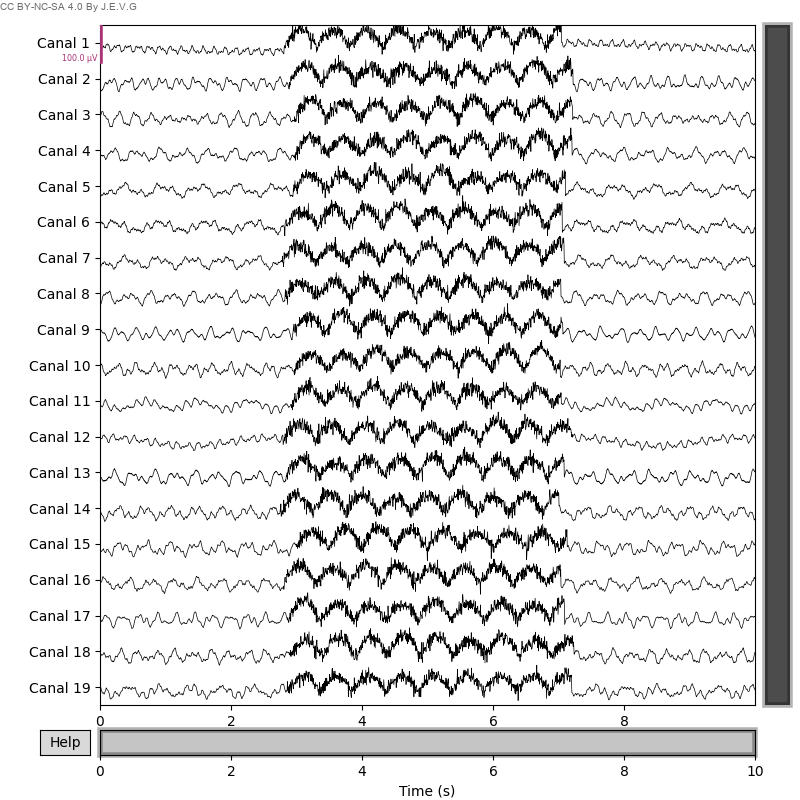 CC BY-NC-SA 4.0 By J.E.V.G
Canal 1
100.0 µV
Canal 2
Canal 3
Canal 4
Canal 5
Canal 6
Canal 7
Canal 8
Canal 9
Canal 10
Canal 11
Canal 12
Canal 13
Canal 14
Canal 15
Canal 16
Canal 17
Canal 18
Canal 19
0 2 4 6 8
Help
0 2 4 6 8 10
Time (s)